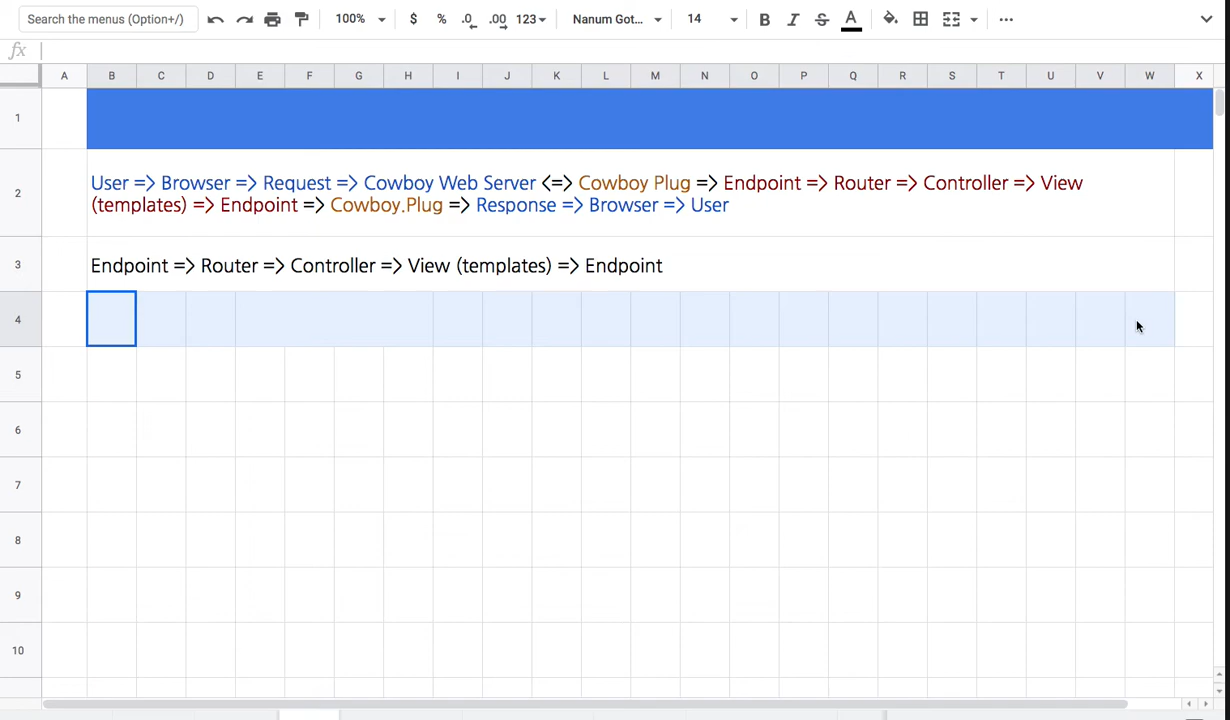 Search the menus (Option+/) 100% $ % .0 .00 123 Nanum Got... 14 B I S A
fx
A B C D E F G H I J K L M N O P Q R S T U V W X
1
2 User => Browser => Request => Cowboy Web Server <=> Cowboy Plug => Endpoint => Router => Controller => View
(templates) => Endpoint => Cowboy.Plug => Response => Browser => User
3 Endpoint => Router => Controller => View (templates) => Endpoint
4
5
6
7
8
9
10